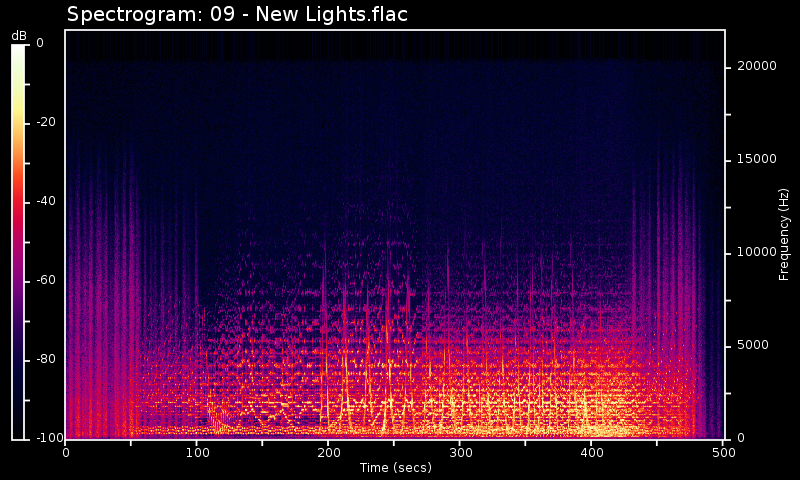 Spectrogram: 09 - New Lights.flac
dB
0
-20
-40
-60
-80
-100
20000
15000
10000
5000
0
Frequency (Hz)
0 100 200 300 400 500
Time (secs)